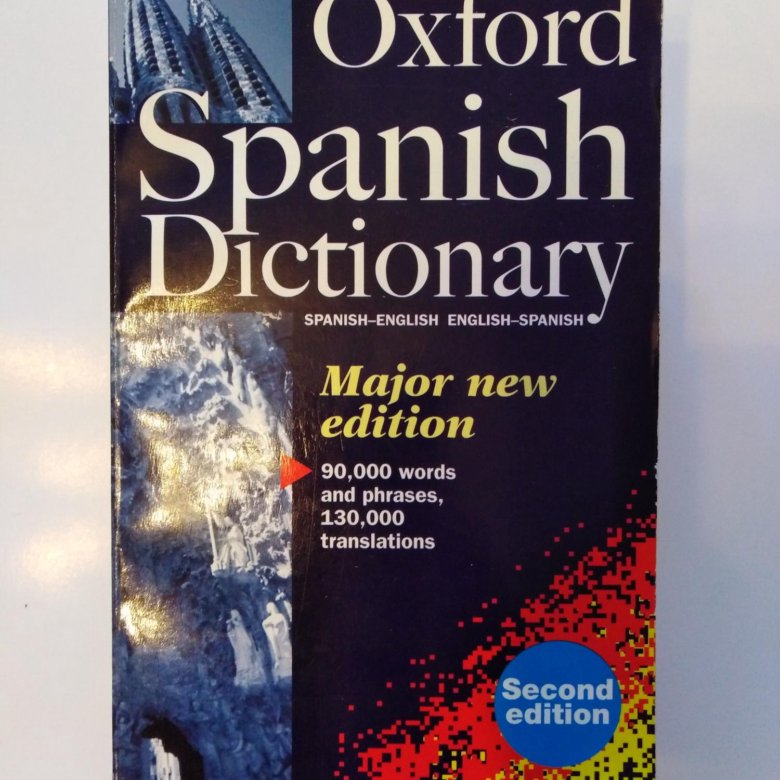 Oxford
Spanish
Dictionary
SPANISH–ENGLISH ENGLISH–SPANISH
Major new
edition
90,000 words
and phrases,
130,000
translations
Second
edition